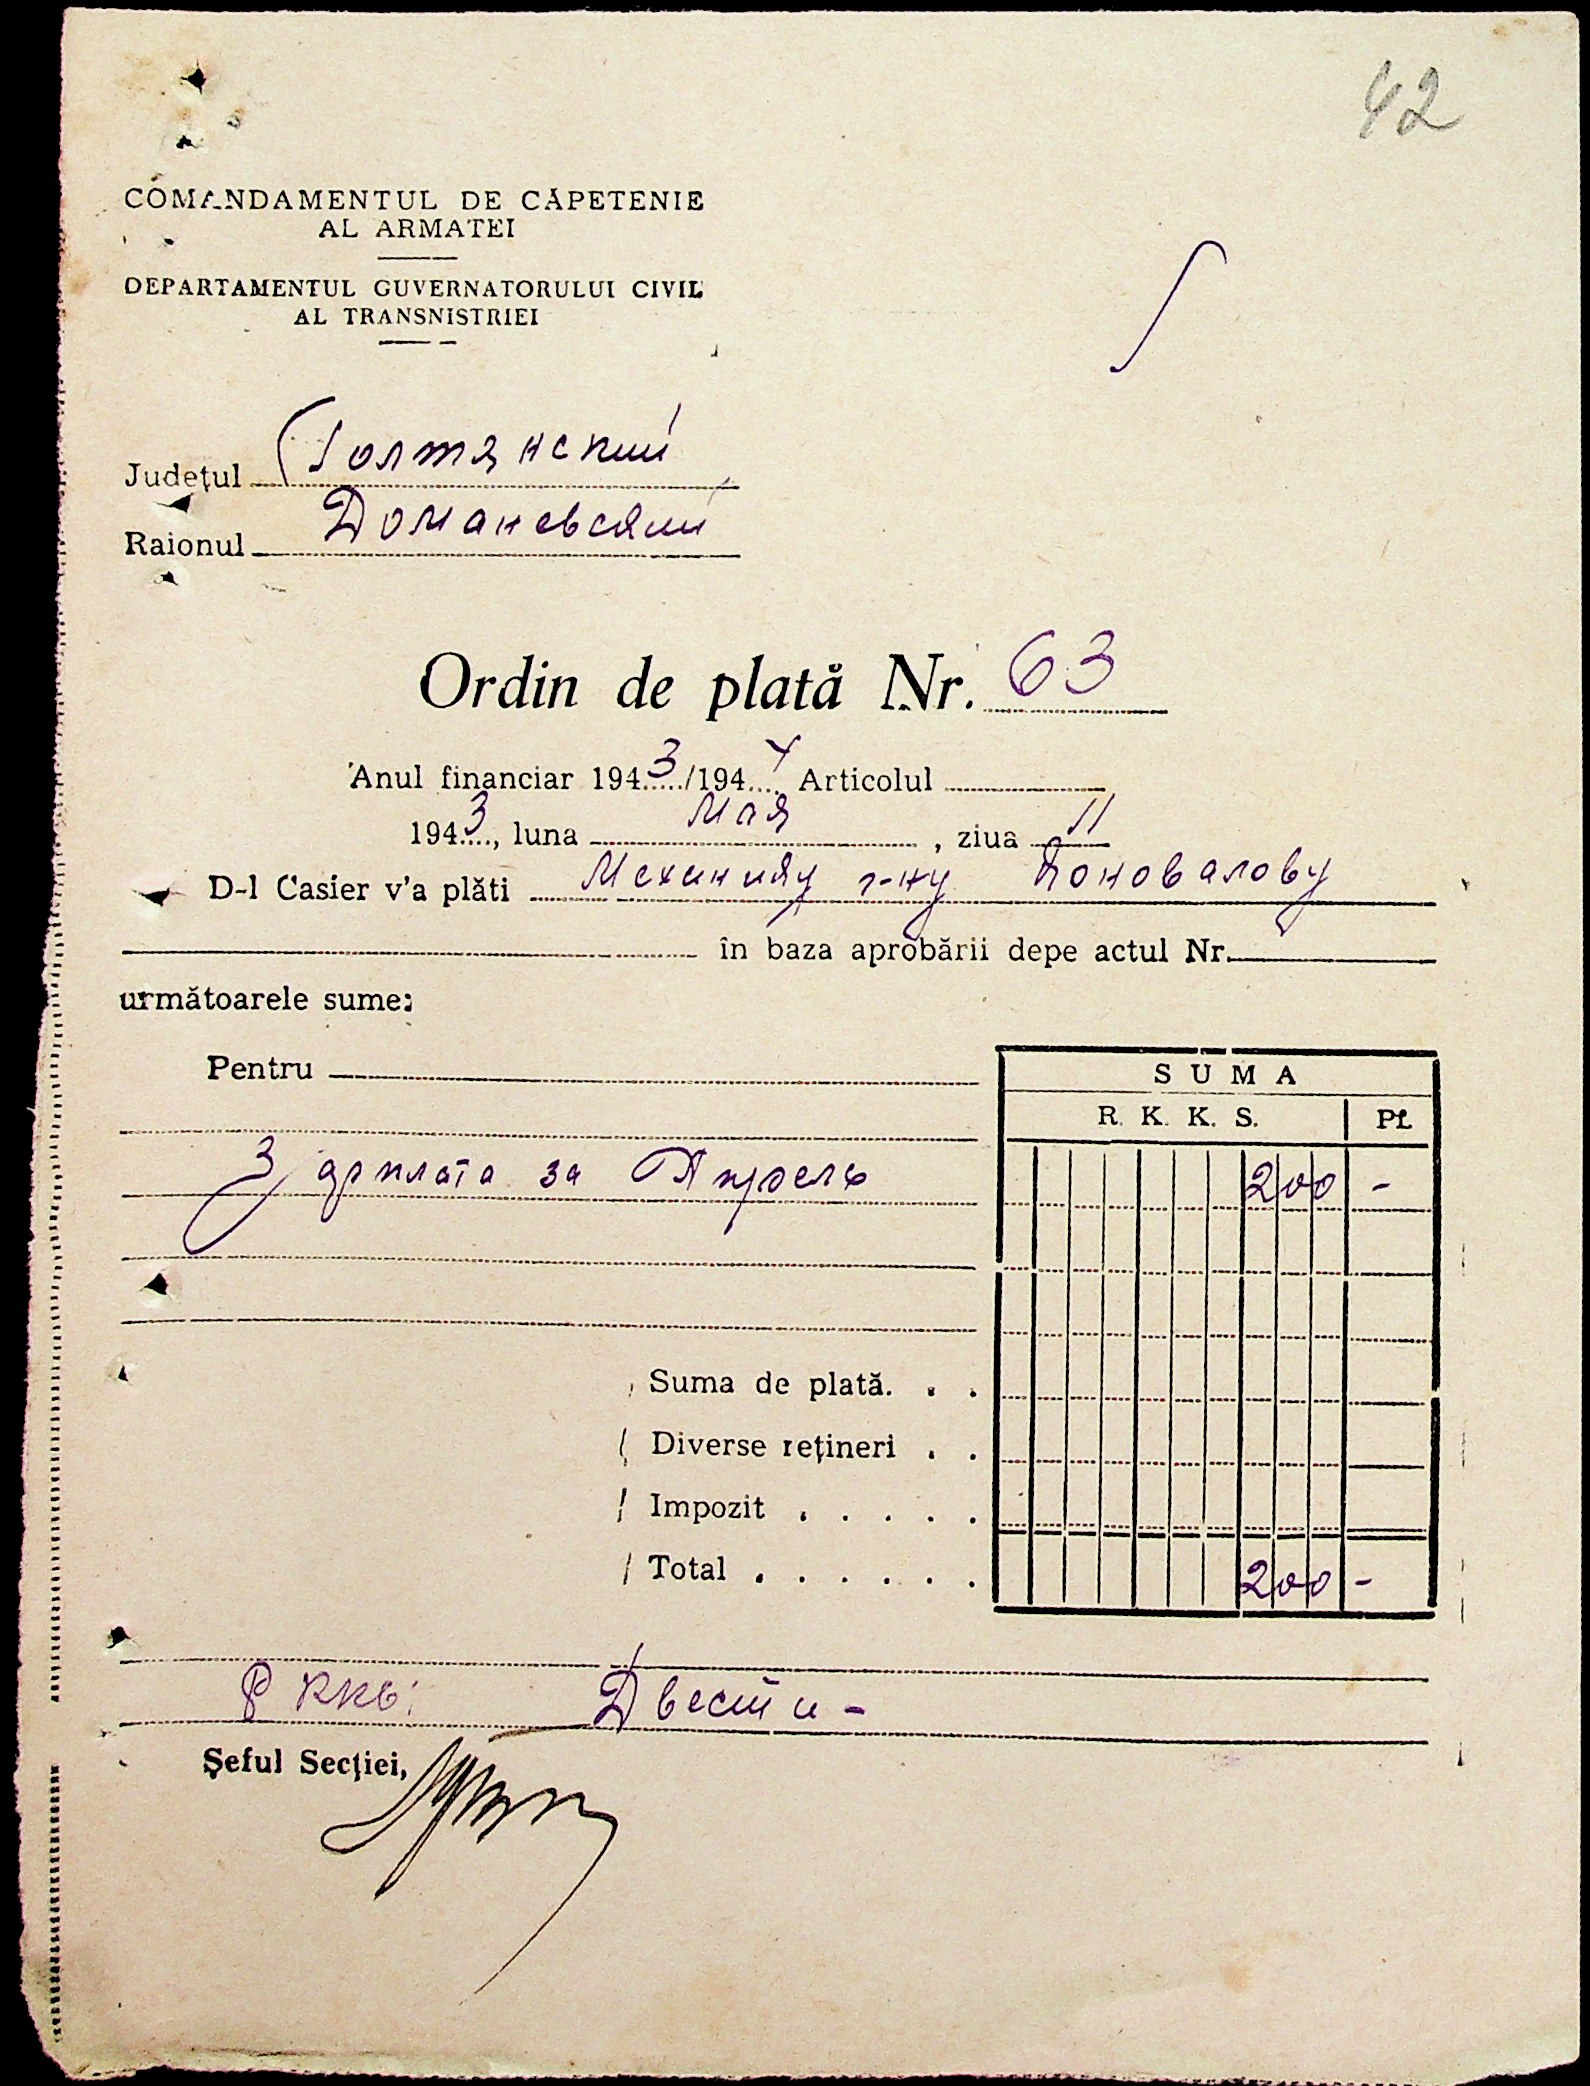 42
COMANDAMENTUL DE CĂPETENIE
AL ARMATEI
DEPARTAMENTUL GUVERNATORULUI CIVIL
AL TRANSNISTRIEI
Județul Голтянский
Raionul Доманевский
Ordin de plată Nr. 63
Anul financiar 1943/1944 Articolul
1943, luna мая, ziua 11
D-l Casier v'a plăti г-ну Коновалову
în baza aprobării depe actul Nr.
următoarele sume:
Pentru
SUMA
R. K. K. S. Pf.
Зарплата за Апрель 200 -
Suma de plată. . .
Diverse rețineri . .
Impozit . . . . .
Total . . . . . . 200 -
Двести -
Șeful Secției,